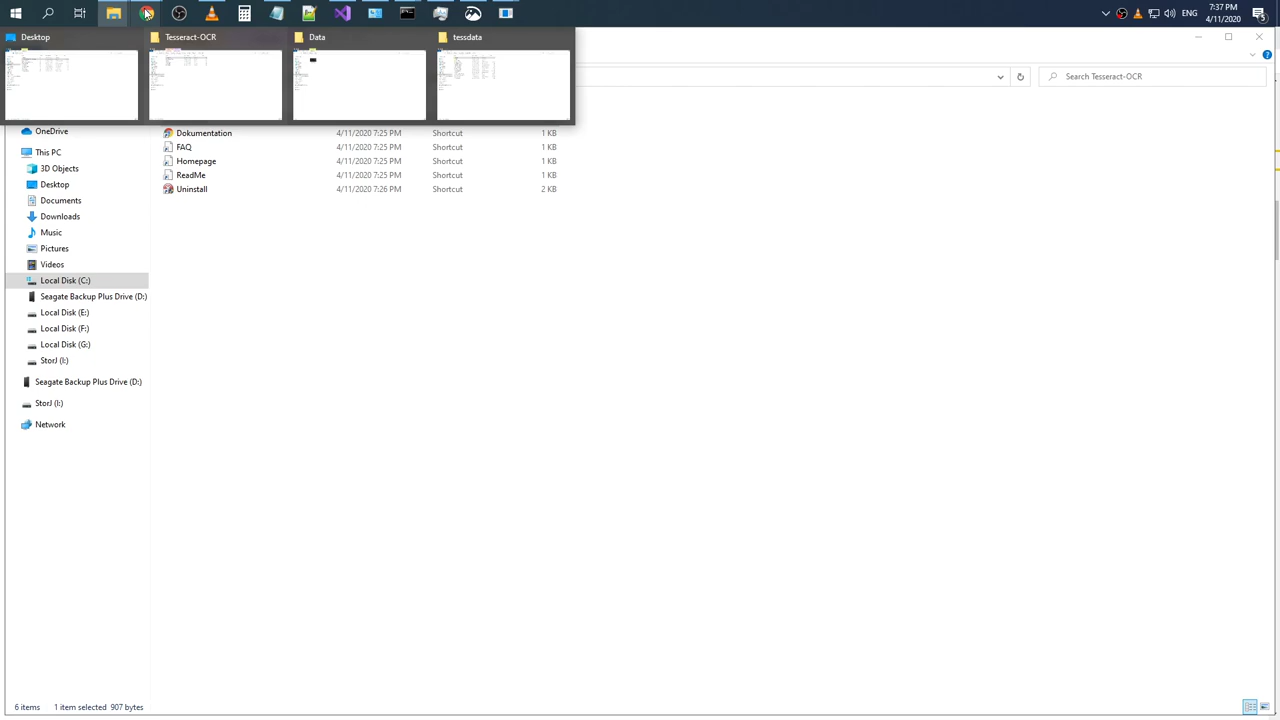 7:37 PM
4/11/2020
Desktop
Tesseract-OCR
Data
tessdata
Search Tesseract-OCR
OneDrive
This PC
3D Objects
Desktop
Documents
Downloads
Music
Pictures
Videos
Local Disk (C:)
Seagate Backup Plus Drive (D:)
Local Disk (E:)
Local Disk (F:)
Local Disk (G:)
StorJ (I:)
Seagate Backup Plus Drive (D:)
StorJ (I:)
Network
Dokumentation 4/11/2020 7:25 PM Shortcut 1 KB
FAQ 4/11/2020 7:25 PM Shortcut 1 KB
Homepage 4/11/2020 7:25 PM Shortcut 1 KB
ReadMe 4/11/2020 7:25 PM Shortcut 1 KB
Uninstall 4/11/2020 7:26 PM Shortcut 2 KB
6 items 1 item selected 907 bytes